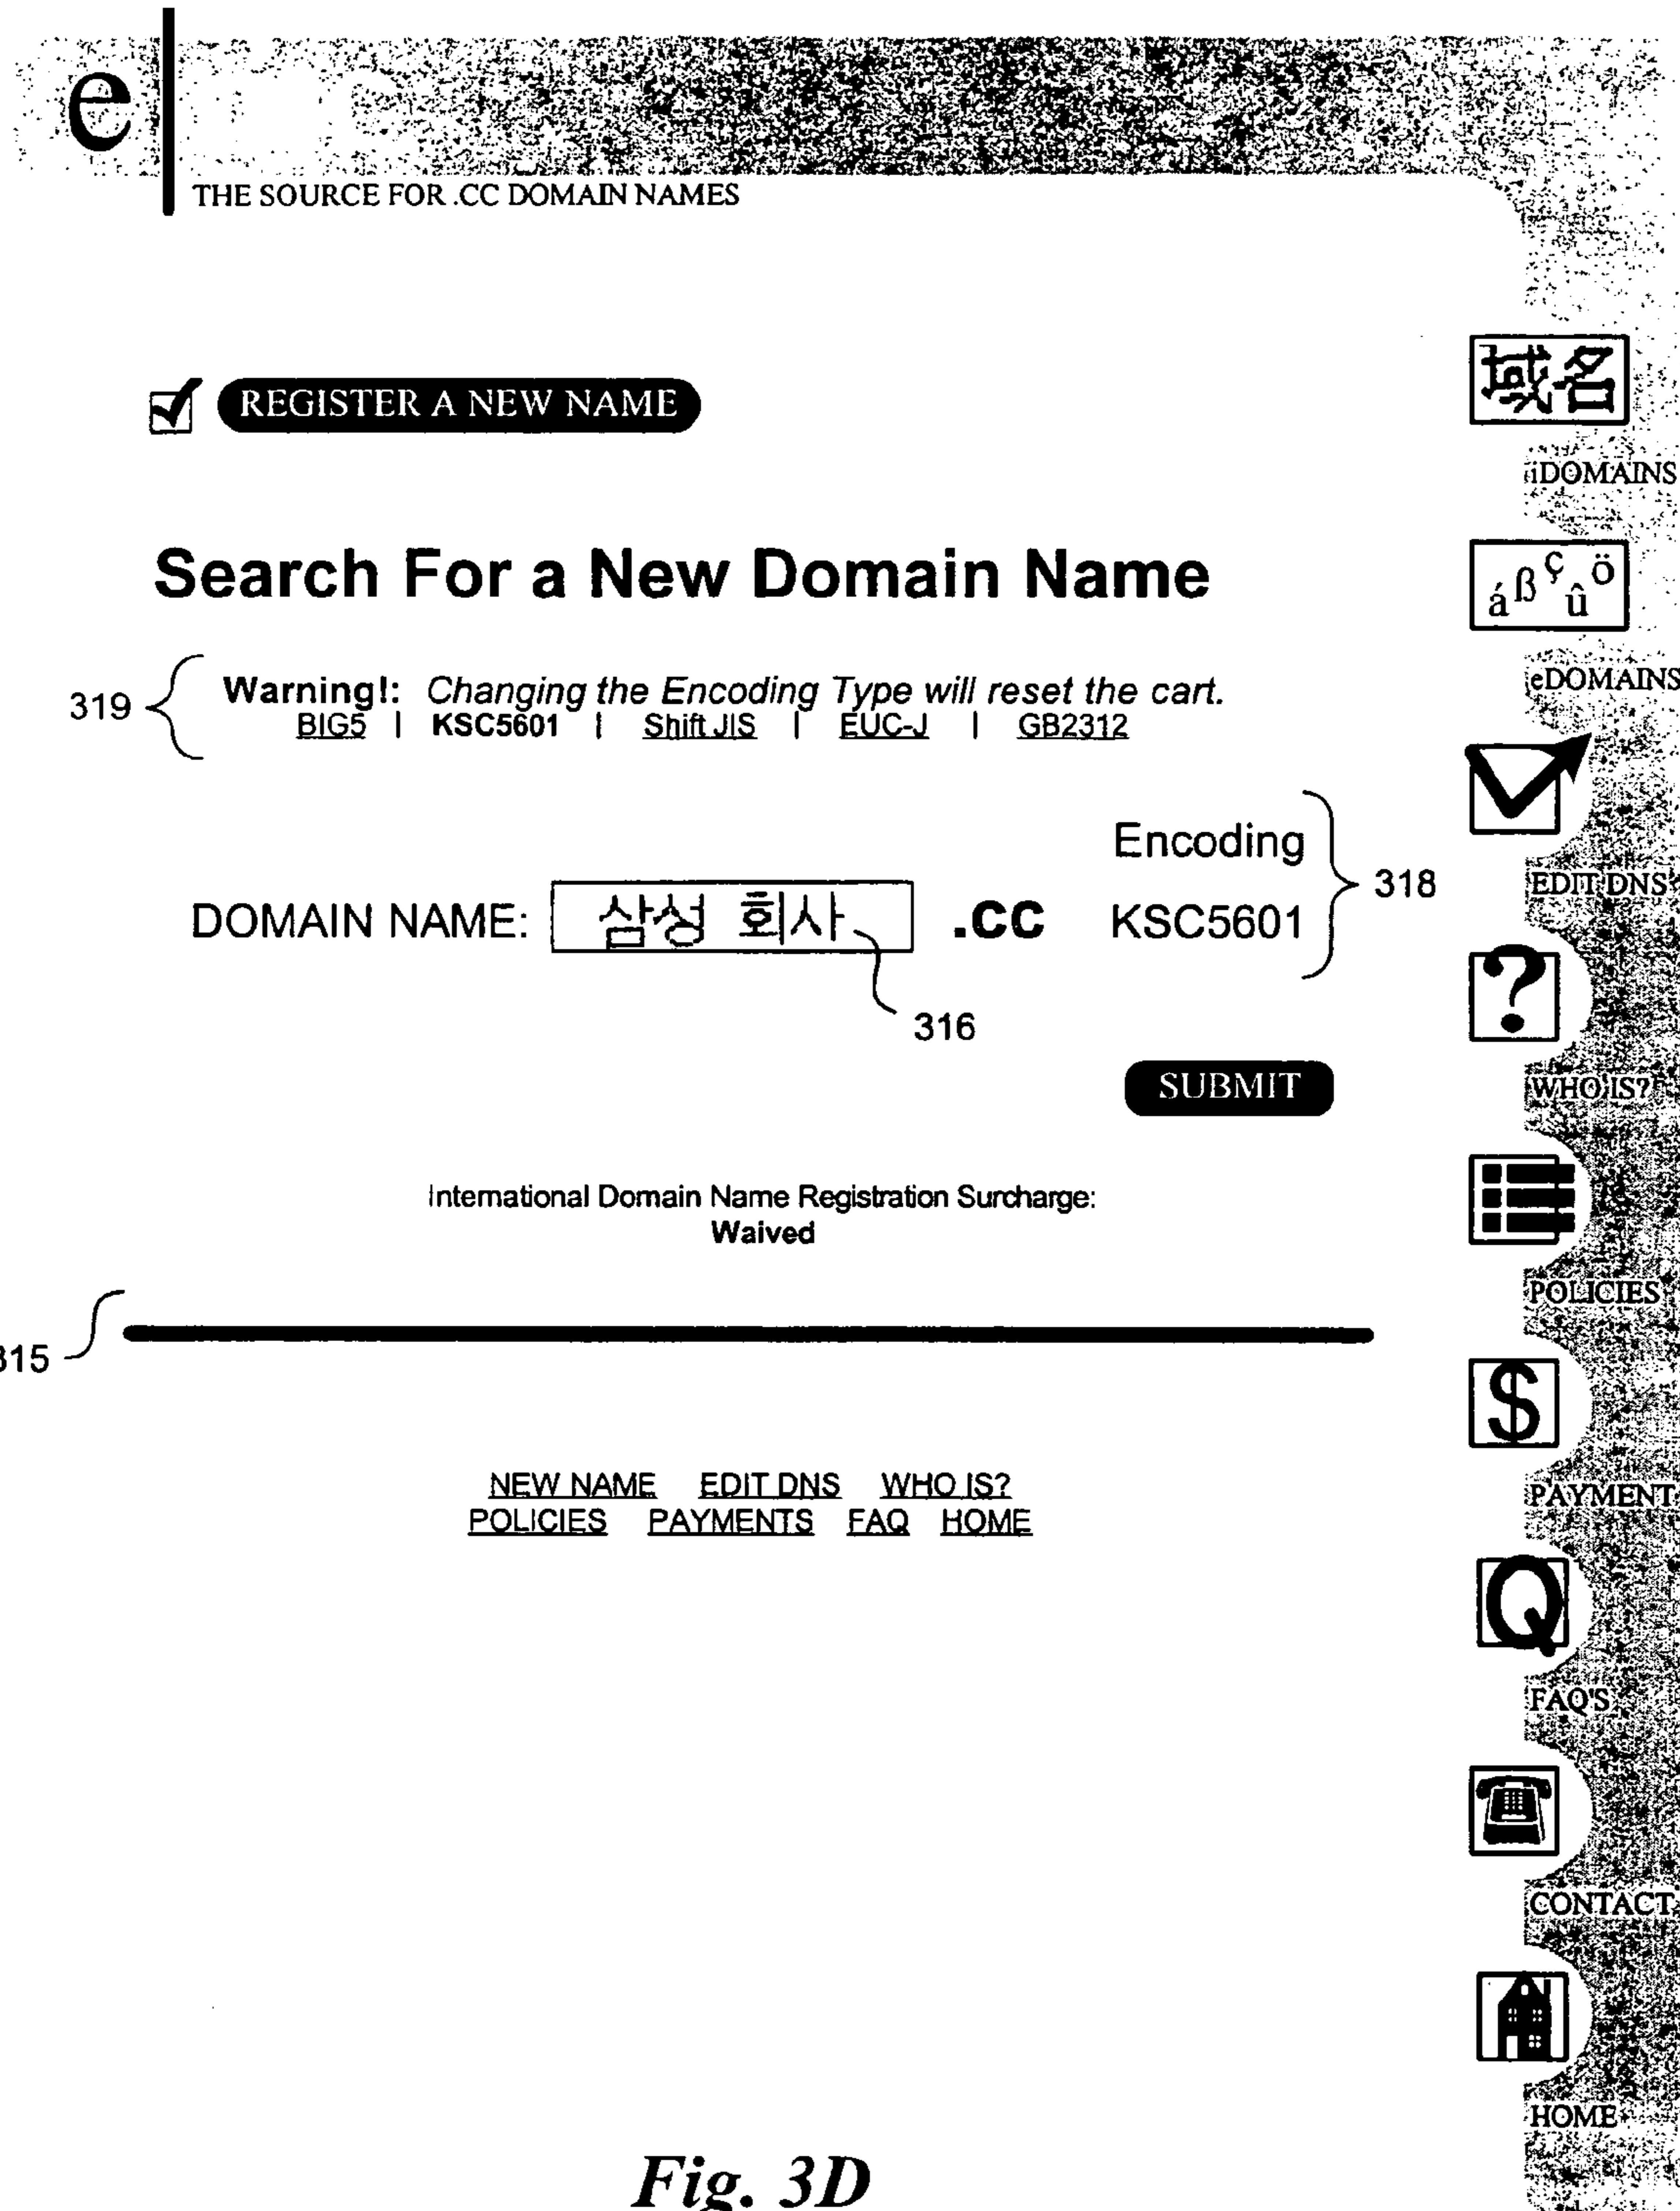 e
THE SOURCE FOR .CC DOMAIN NAMES
REGISTER A NEW NAME
域名
iDOMAINS
Search For a New Domain Name
á ß ç û ö
eDOMAINS
319
Warning!: Changing the Encoding Type will reset the cart.
BIG5 | KSC5601 | Shift JIS | EUC-J | GB2312
Encoding
318
EDIT DNS
DOMAIN NAME: 삼성 회사 .CC KSC5601
?
316
SUBMIT
WHO IS?
International Domain Name Registration Surcharge:
Waived
POLICIES
315
$
NEW NAME EDIT DNS WHO IS?
PAYMENT
POLICIES PAYMENTS FAQ HOME
Q
FAQ'S
CONTACT
HOME
Fig. 3D